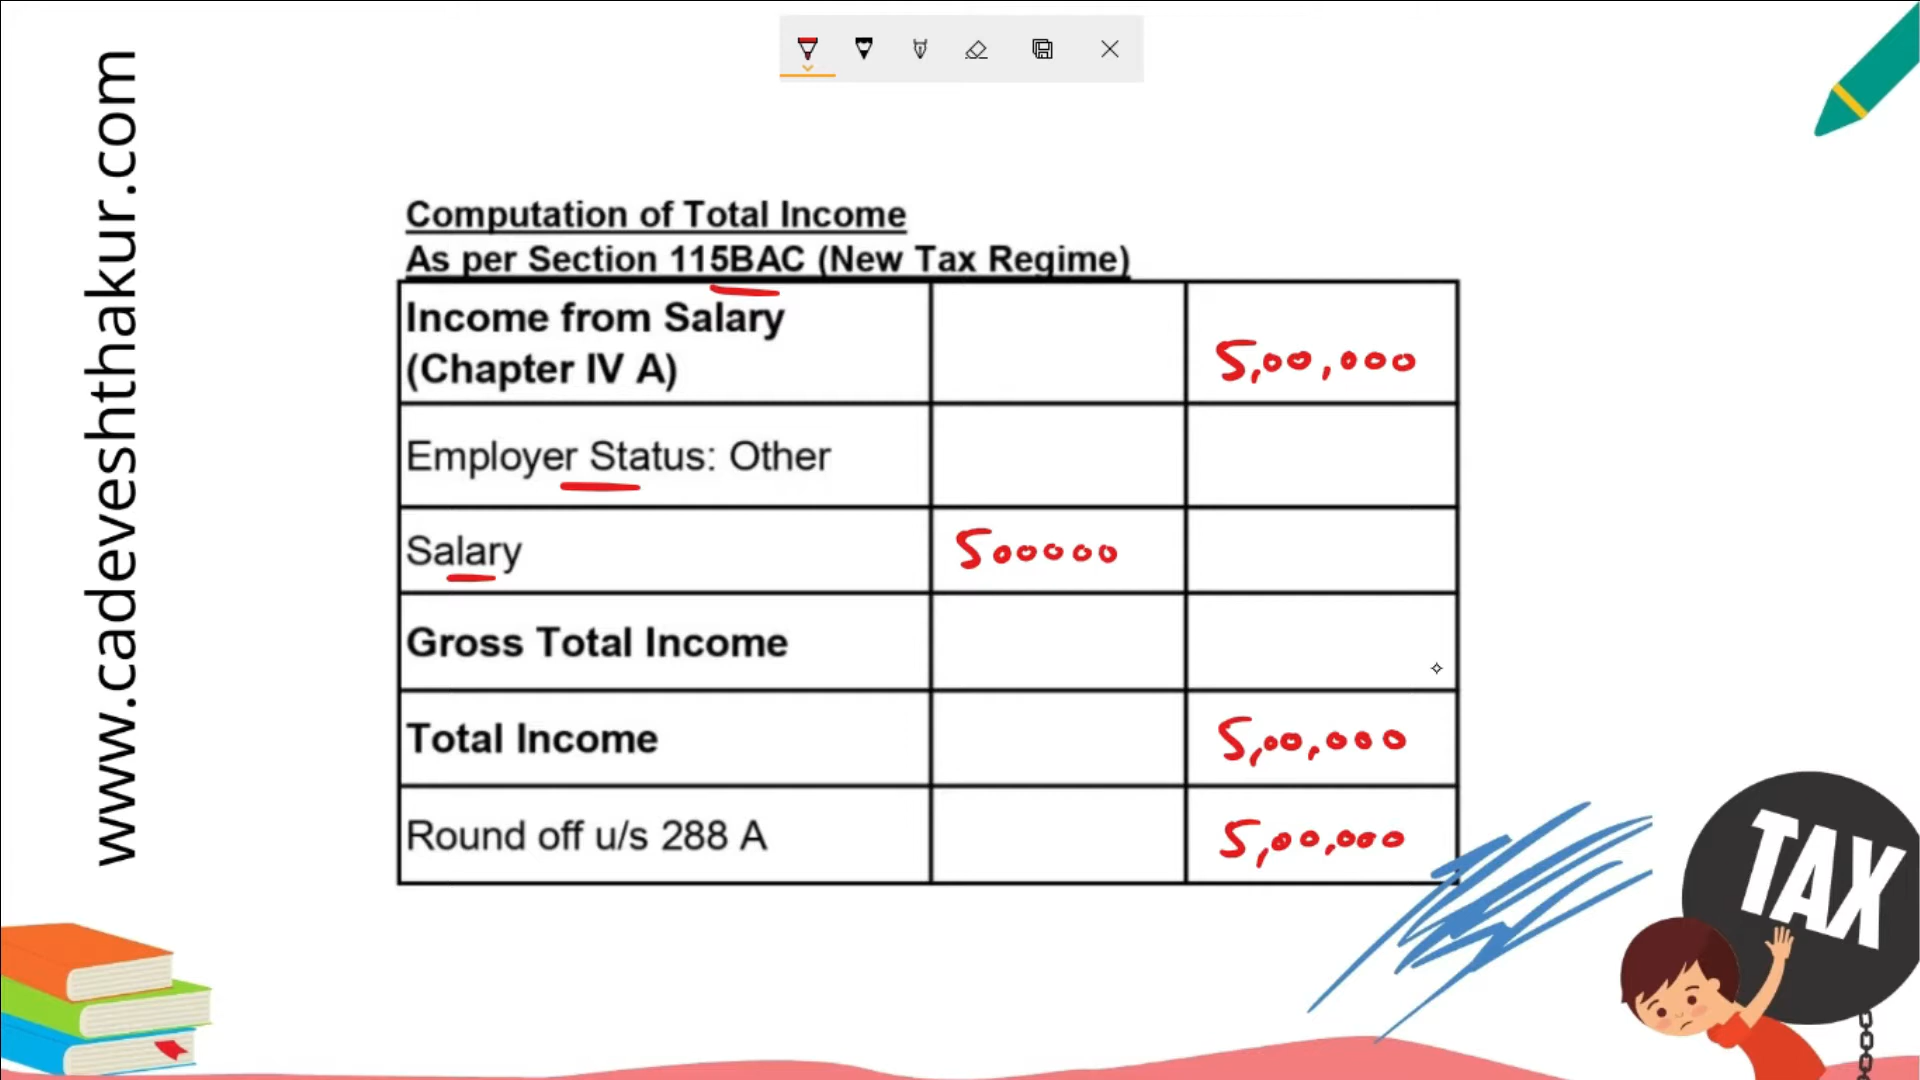 www.cadeveshthakur.com
Computation of Total Income
As per Section 115BAC (New Tax Regime)
Income from Salary
(Chapter IV A)
5,00,000
Employer Status: Other
Salary
500000
Gross Total Income
Total Income
5,00,000
Round off u/s 288 A
5,00,000
TAX